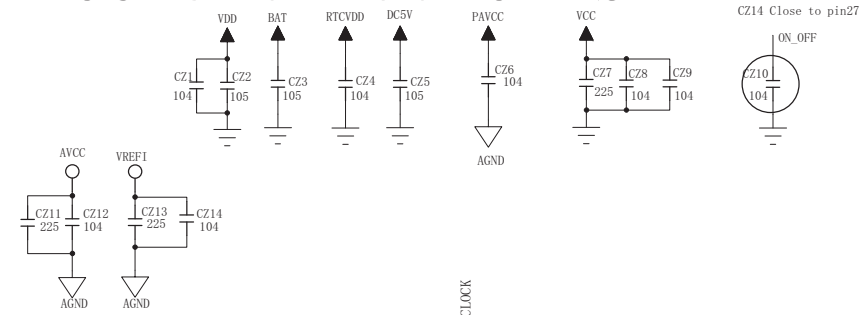 CZ14 Close to pin27
VDD
BAT
RTCVDD
DC5V
PAVCC
VCC
ON_OFF
CZ1
104
CZ2
105
CZ3
105
CZ4
104
CZ5
105
CZ6
104
CZ7
225
CZ8
104
CZ9
104
CZ10
104
AGND
AVCC
VREFI
CZ11
225
CZ12
104
CZ13
225
CZ14
104
AGND
AGND
CLOCK